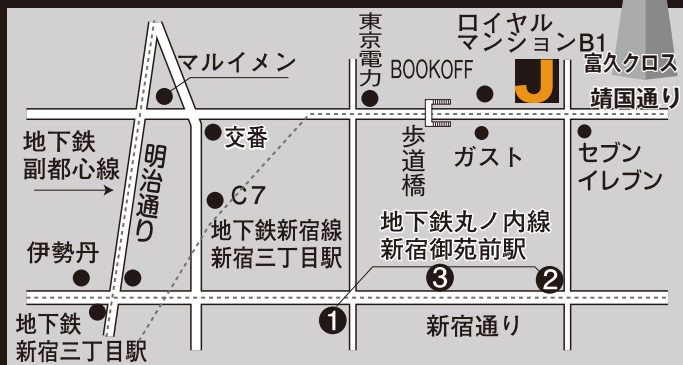 ロイヤル
マンションB1
東京電力
BOOKOFF
J
富久クロス
マルイメン
靖国通り
交番
歩道橋
ガスト
セブン
イレブン
地下鉄
副都心線
明治通り
C7
地下鉄新宿線
新宿三丁目駅
地下鉄丸ノ内線
新宿御苑前駅
伊勢丹
3
2
1
新宿通り
地下鉄
新宿三丁目駅